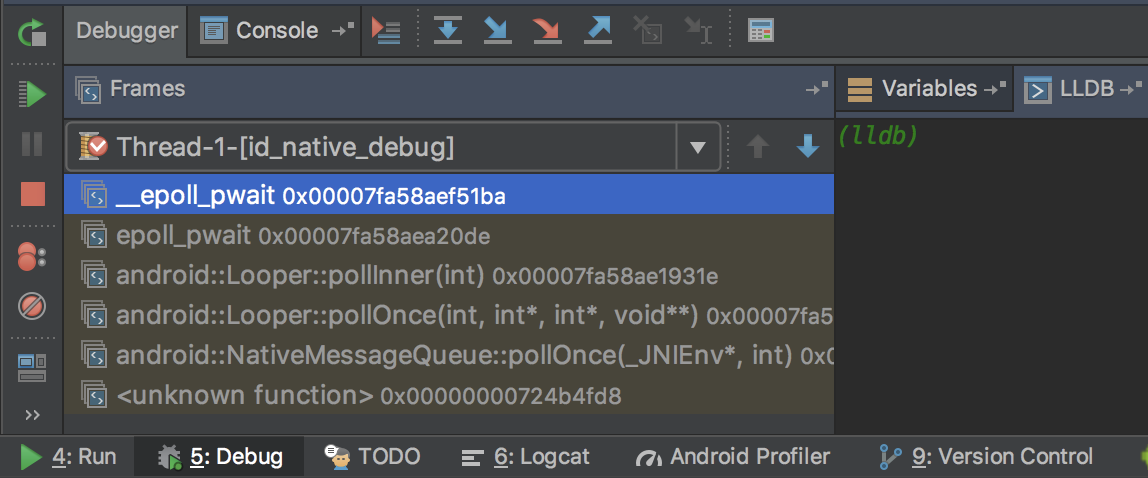 Debugger Console
Frames Variables LLDB
Thread-1-[id_native_debug] (lldb)
__epoll_pwait 0x00007fa58aef51ba
epoll_pwait 0x00007fa58aea20de
android::Looper::pollInner(int) 0x00007fa58ae1931e
android::Looper::pollOnce(int, int*, int*, void**) 0x00007fa5
android::NativeMessageQueue::pollOnce(_JNIEnv*, int) 0x0
<unknown function> 0x00000000724b4fd8
4: Run 5: Debug TODO 6: Logcat Android Profiler 9: Version Control